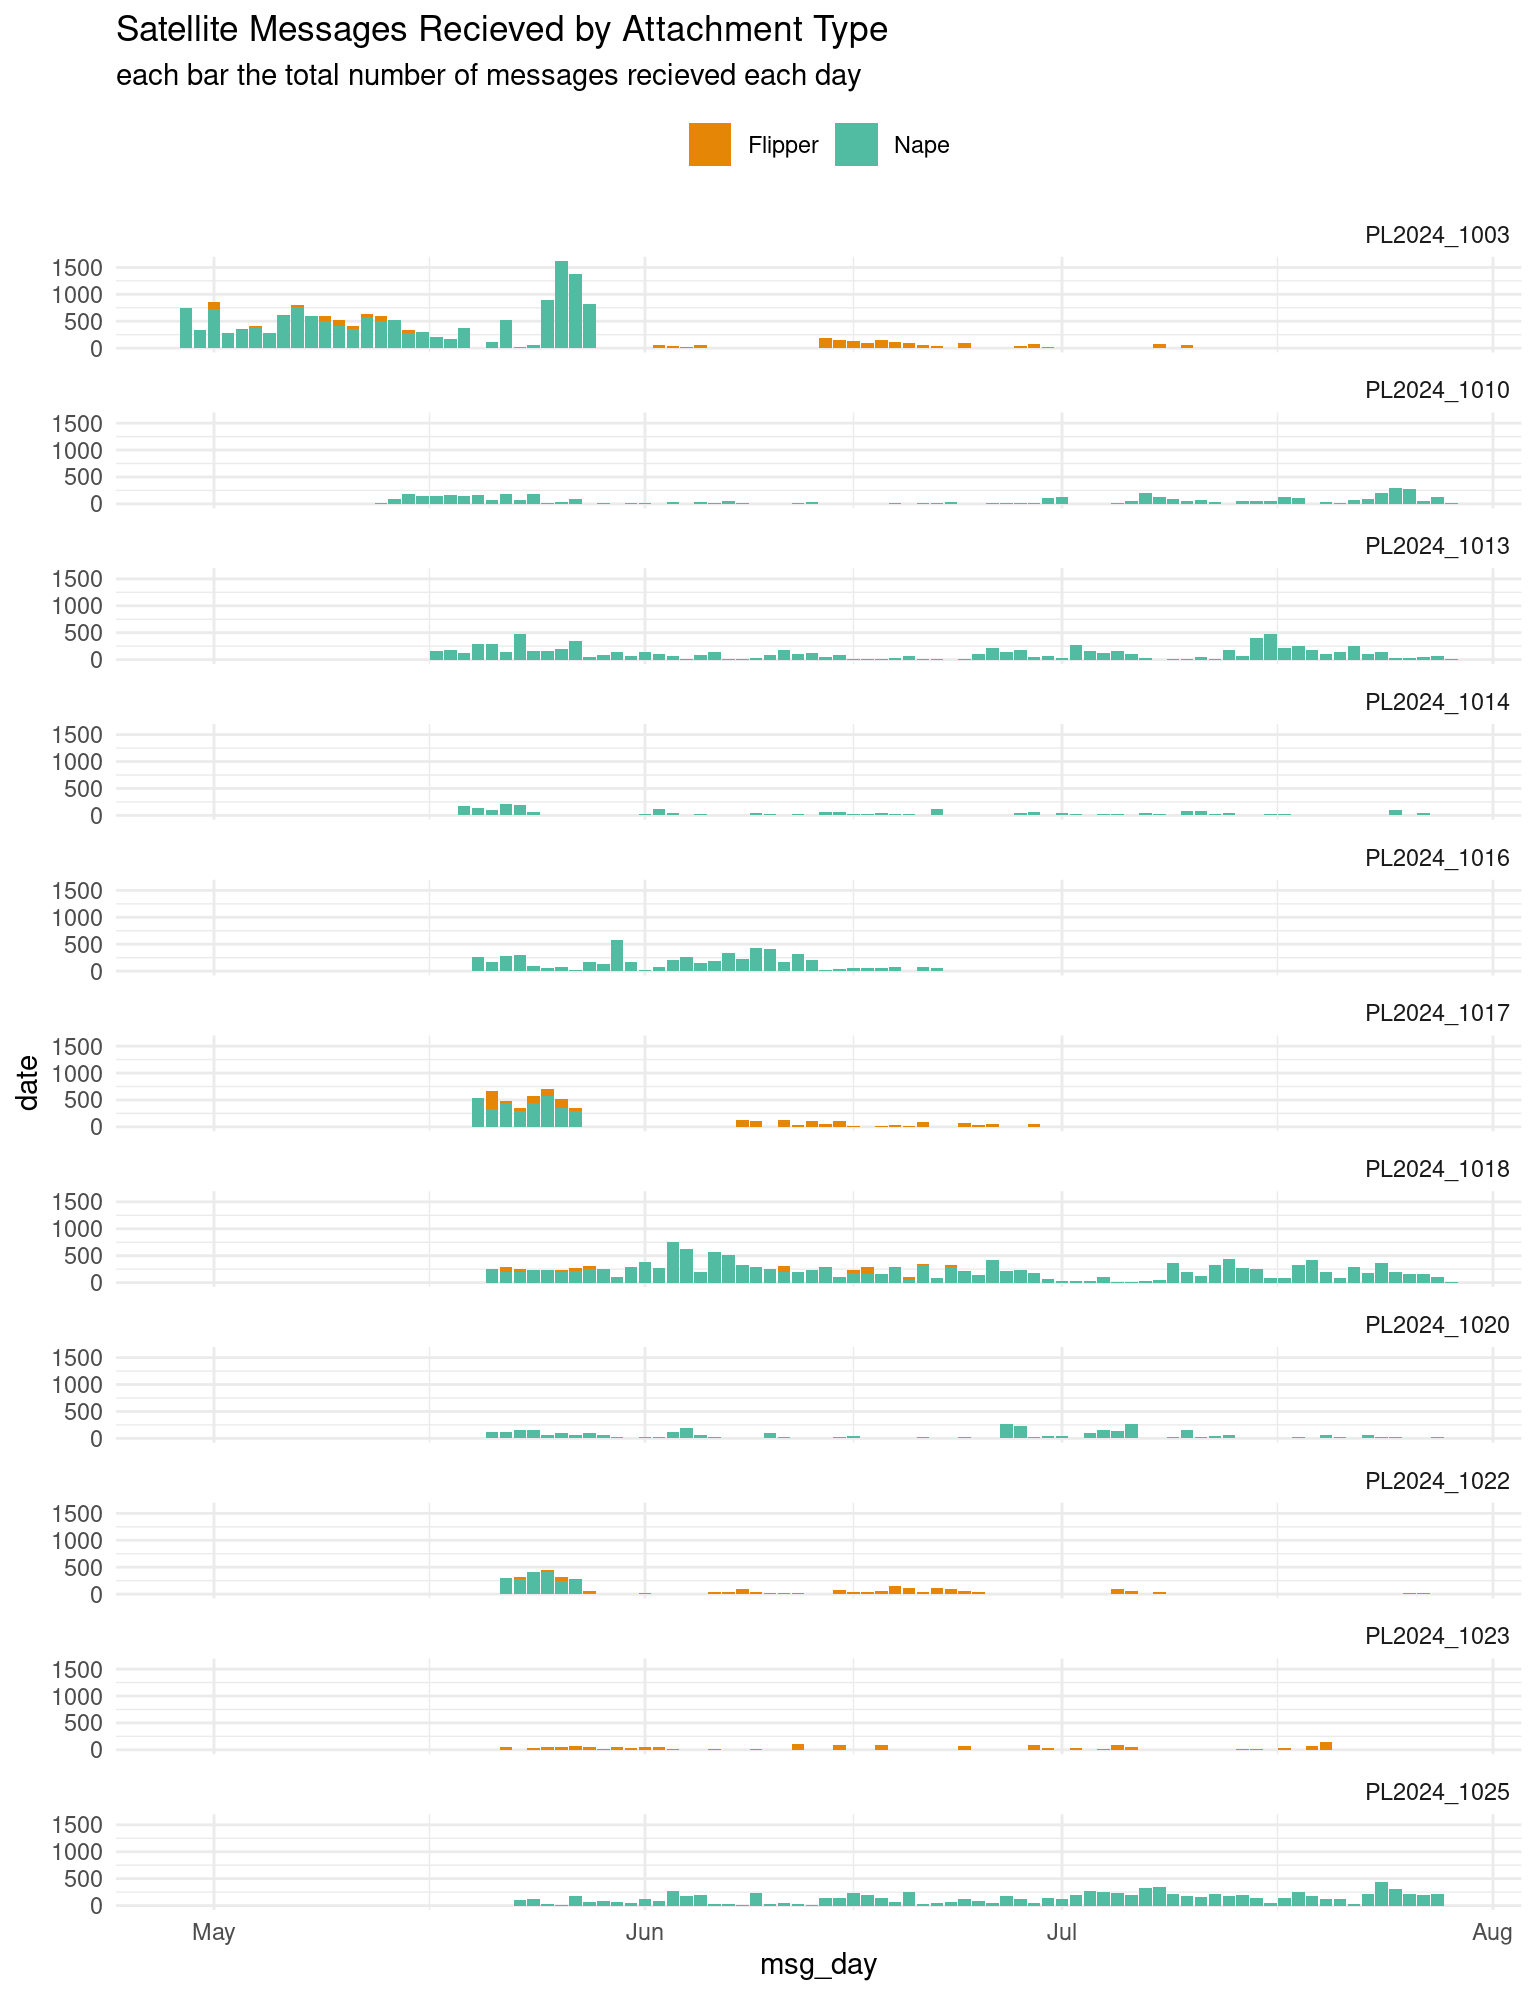 Satellite Messages Recieved by Attachment Type
each bar the total number of messages recieved each day
Flipper Nape
PL2024_1003
1500
1000
500
0
PL2024_1010
1500
1000
500
0
PL2024_1013
1500
1000
500
0
PL2024_1014
1500
1000
500
0
PL2024_1016
1500
1000
500
0
PL2024_1017
1500
1000
500
0
date
PL2024_1018
1500
1000
500
0
PL2024_1020
1500
1000
500
0
PL2024_1022
1500
1000
500
0
PL2024_1023
1500
1000
500
0
PL2024_1025
1500
1000
500
0
May Jun Jul Aug
msg_day